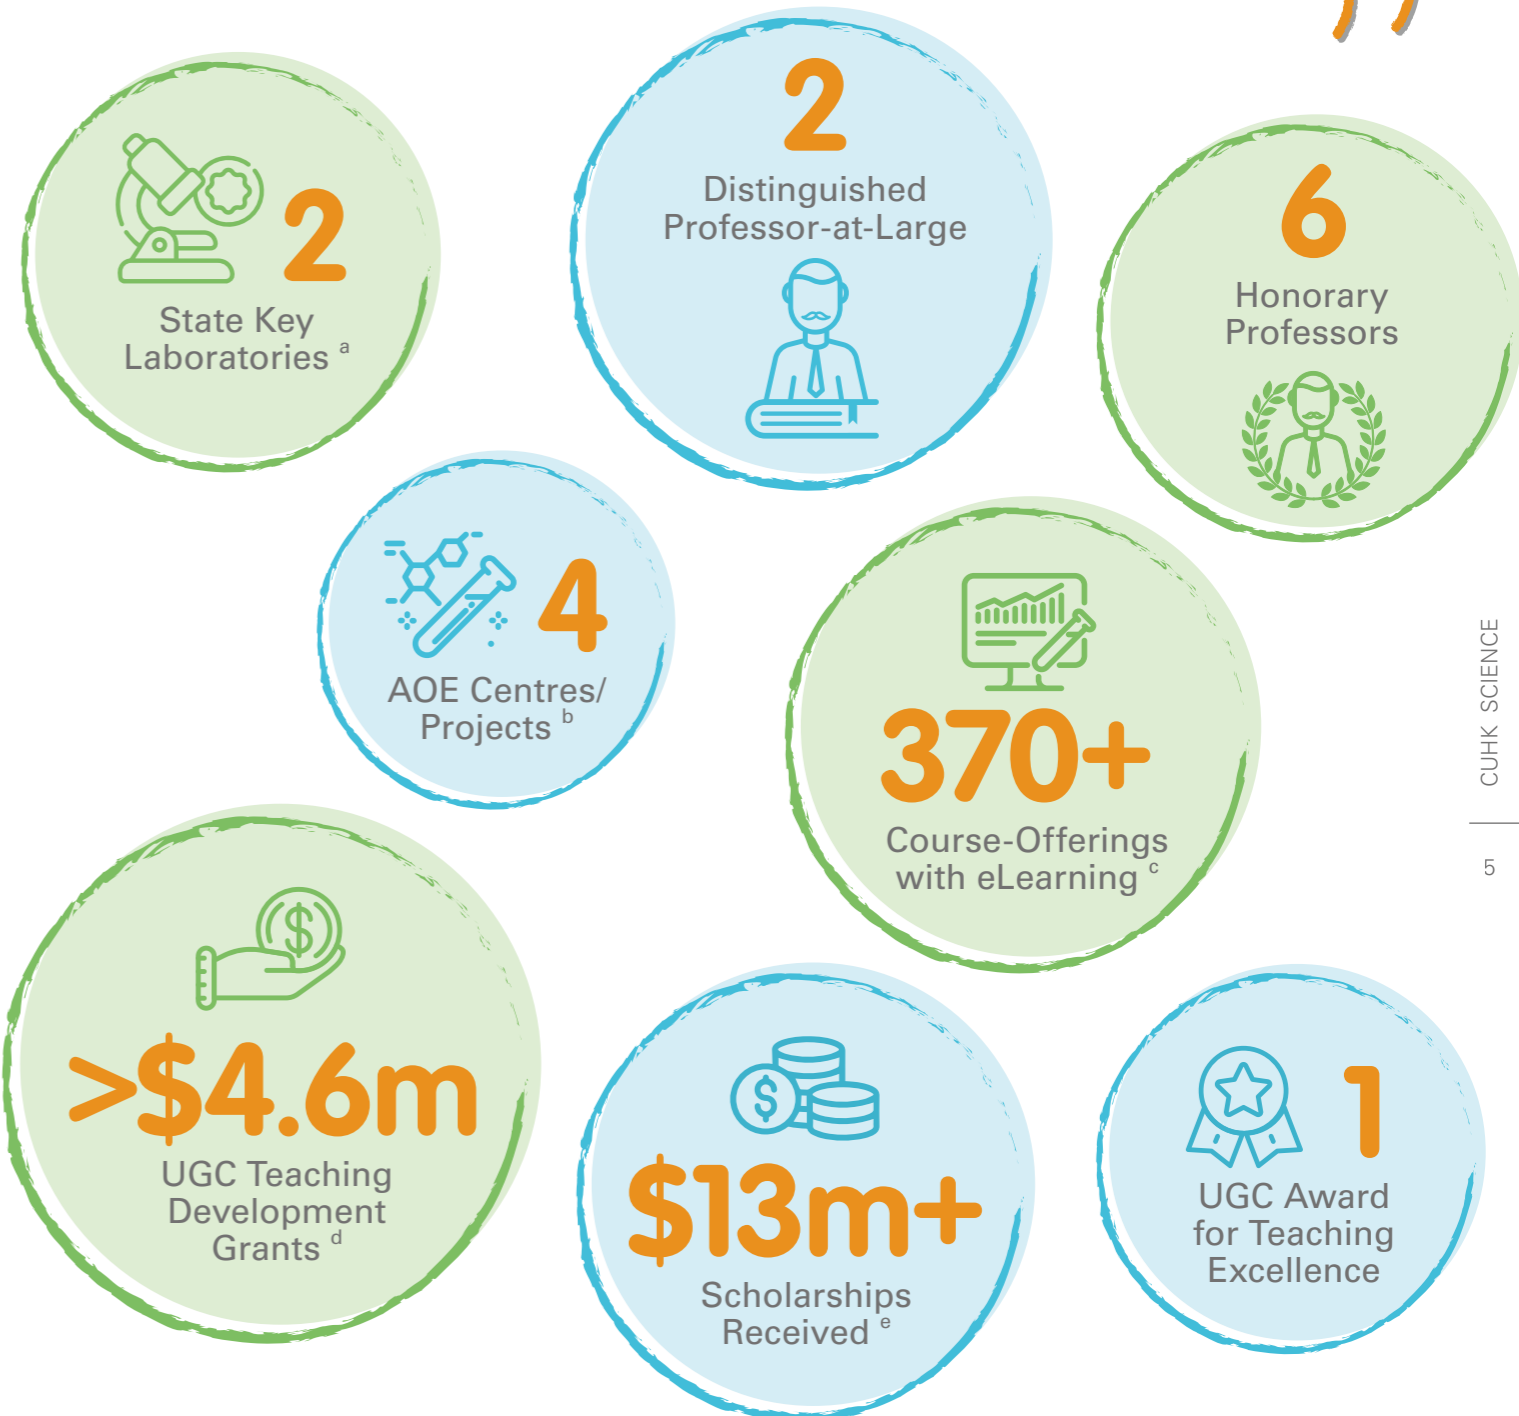 ”
2
State Key
Laboratories a
2
Distinguished
Professor-at-Large
6
Honorary
Professors
4
AOE Centres/
Projects b
370+
Course-Offerings
with eLearning c
>$4.6m
UGC Teaching
Development
Grants d
$13m+
Scholarships
Received e
1
UGC Award
for Teaching
Excellence
CUHK SCIENCE
5